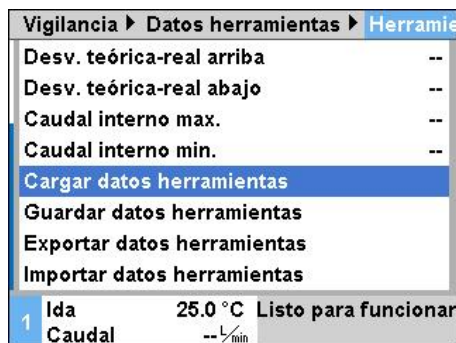 Vigilancia ▶ Datos herramientas ▶ Herramie
Desv. teórica-real arriba --
Desv. teórica-real abajo --
Caudal interno max. --
Caudal interno min. --
Cargar datos herramientas
Guardar datos herramientas
Exportar datos herramientas
Importar datos herramientas
1 Ida 25.0 °C Listo para funcionar
Caudal -- L/min